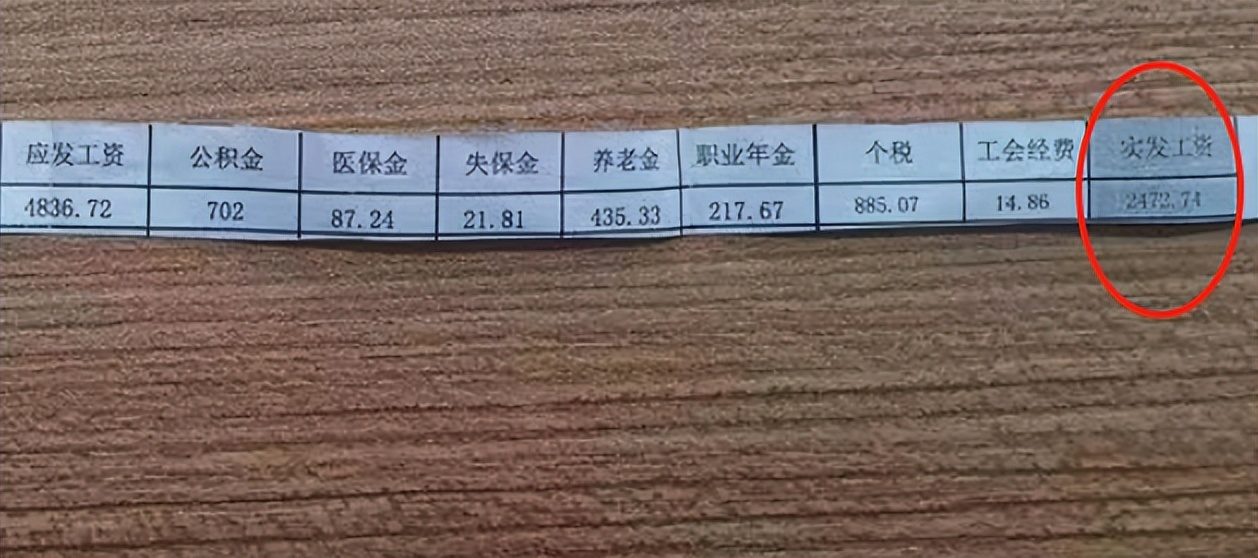 应发工资 公积金 医保金 失保金 养老金 职业年金 个税 工会经费 实发工资
4836.72 702 87.24 21.81 435.33 217.67 885.07 14.86 2472.74